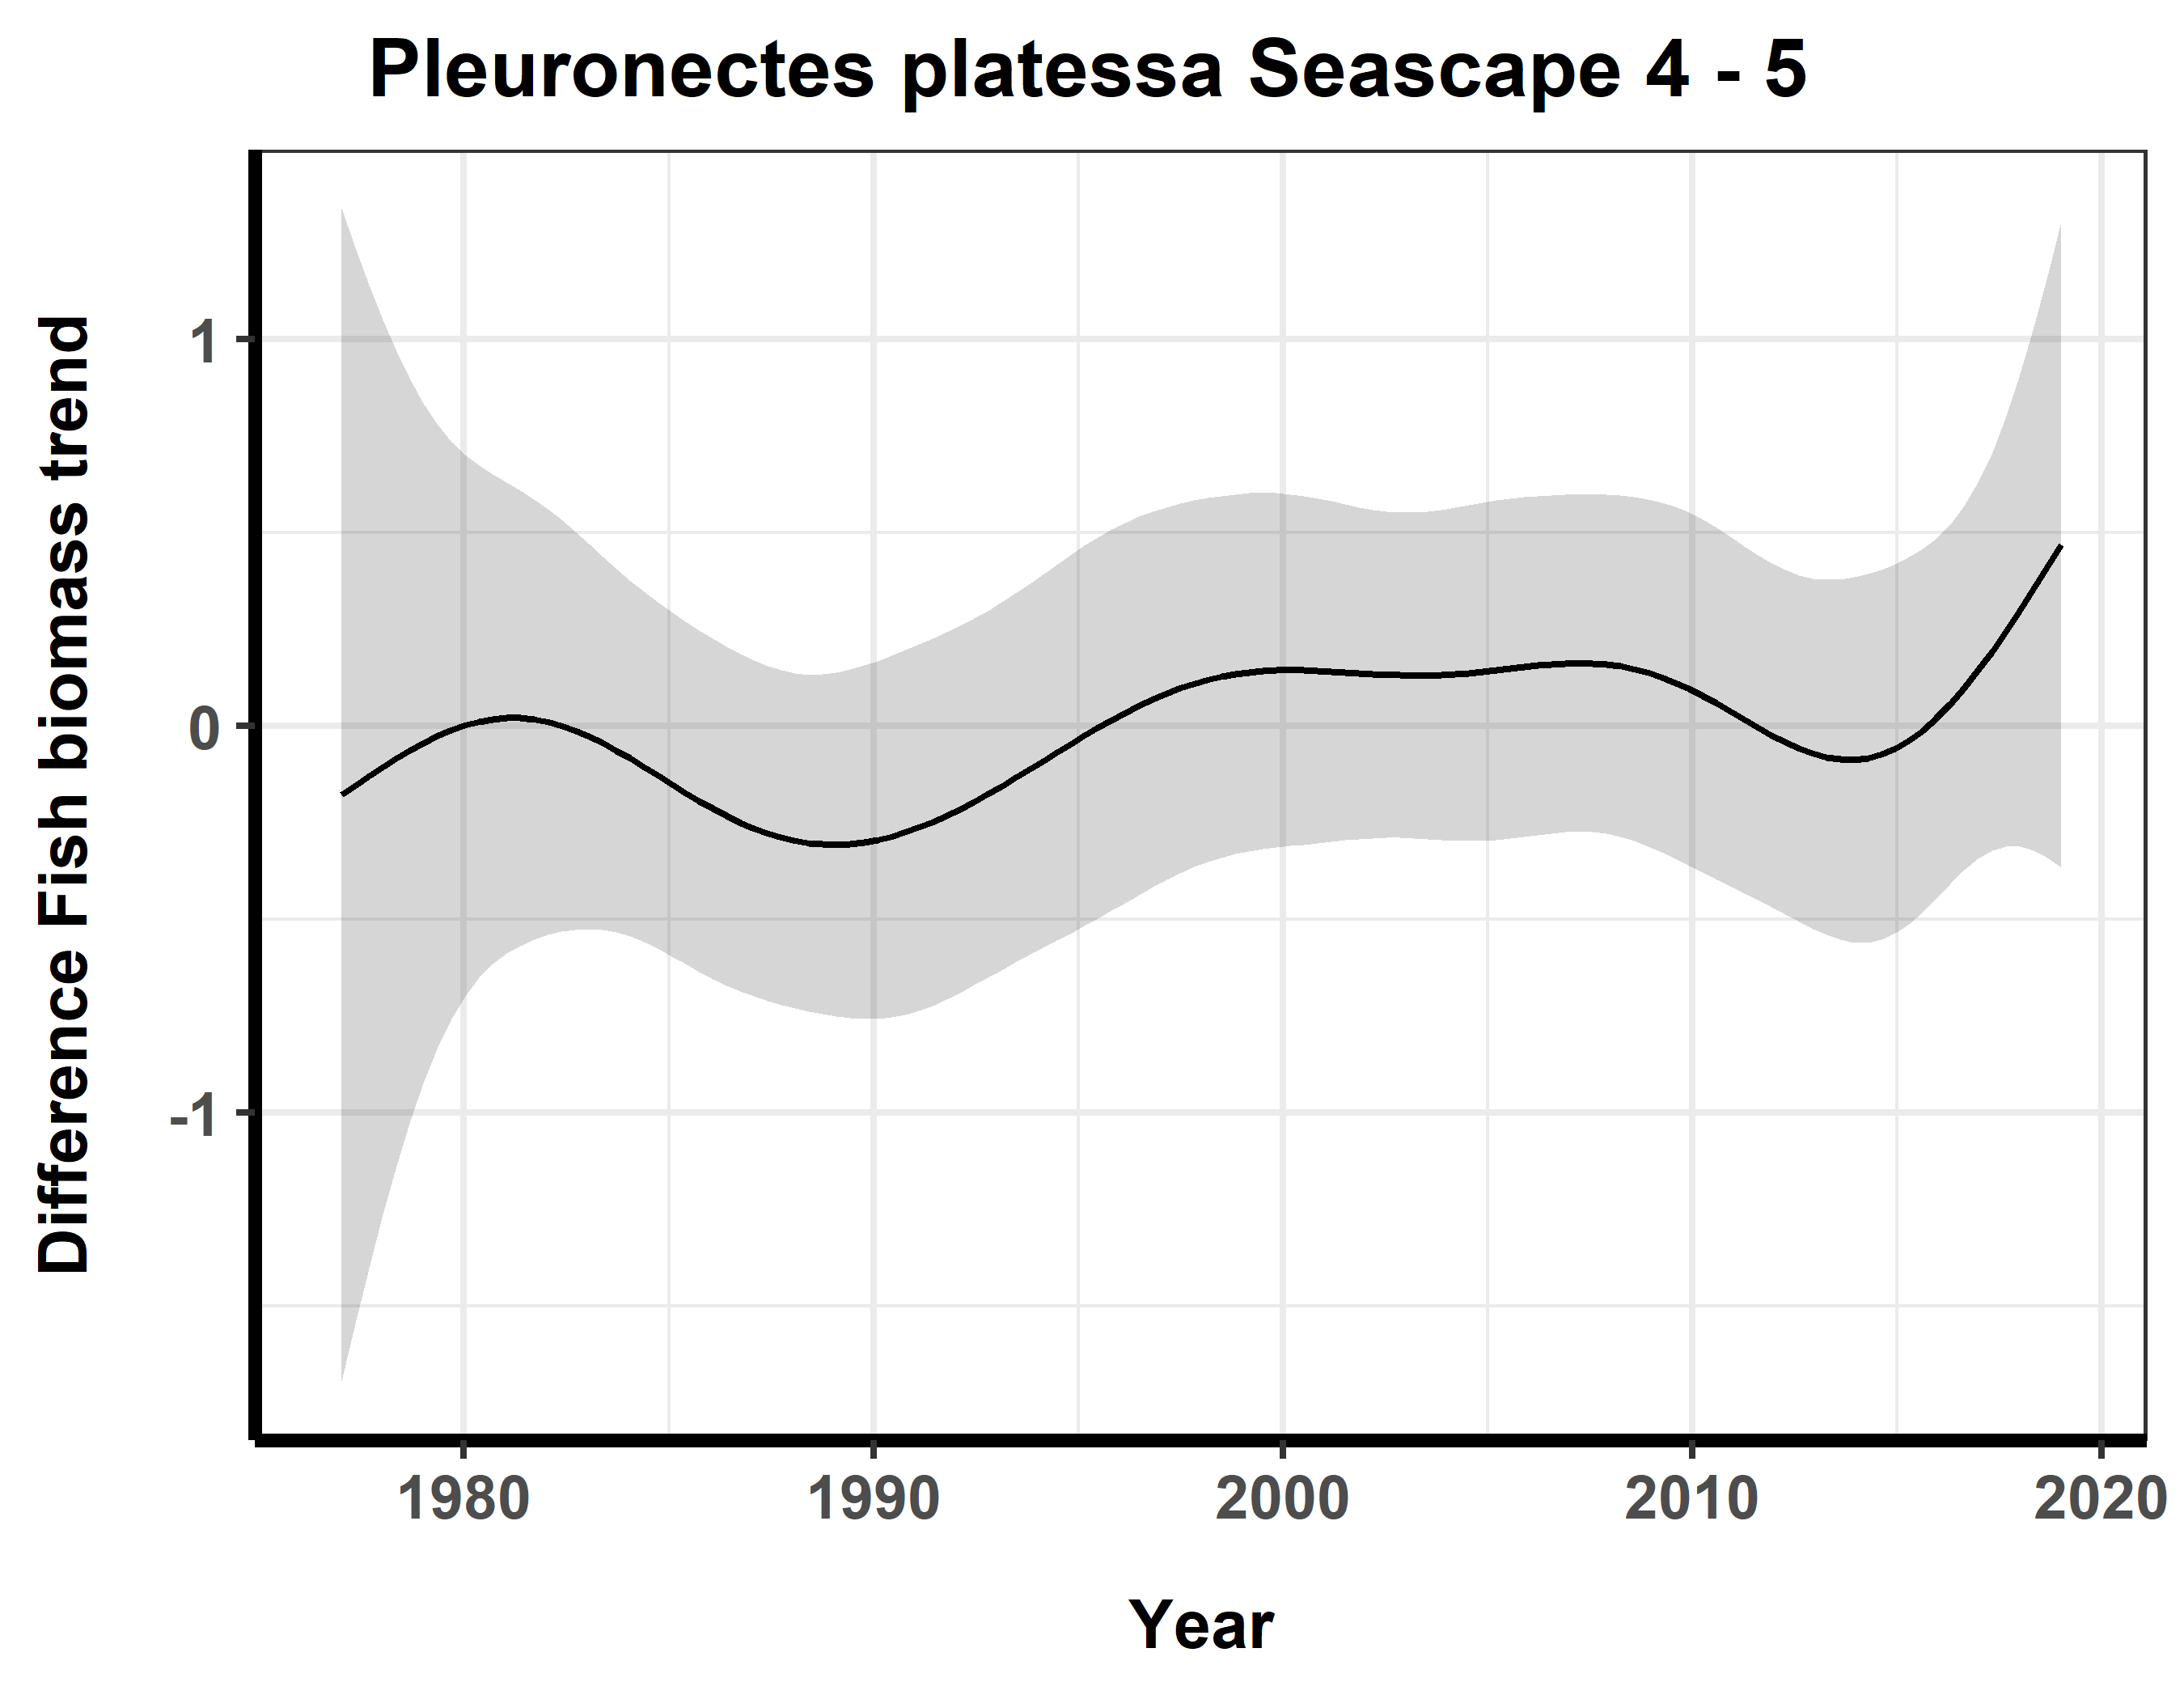 Pleuronectes platessa Seascape 4 - 5
Difference Fish biomass trend
1
0
-1
1980 1990 2000 2010 2020
Year